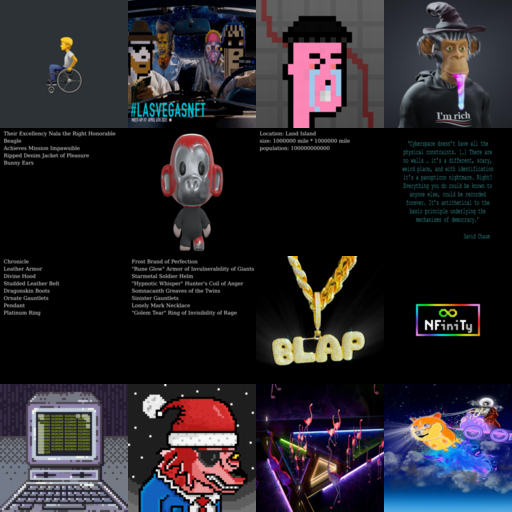 #LASVEGASNFT
I'm rich
Their Excellency Nala the Right Honorable
Beagle
Achieves Mission Impawsible
Ripped Denim Jacket of Pleasure
Bunny Ears
Location: Land Island
size: 1000000 mile * 1000000 mile
population: 100000000000
"Cyberspace doesn't have all the
physical constraints. [.] There are
no walls … it's a different, scary,
weird place, and with identification
it's a panopticon nightmare. Right?
Everything you do could be known to
anyone else, could be recorded
forever. It's antithetical to the
basic principle underlying the
mechanisms of democracy."
David Chaum
Chronicle
Leather Armor
Divine Hood
Studded Leather Belt
Dragonskin Boots
Ornate Gauntlets
Pendant
Platinum Ring
Frost Brand of Perfection
"Rune Glow" Armor of Invulnerability of Giants
Starmetal Soldier Helm
"Hypnotic Whisper" Hunter's Coil of Anger
Somnacanth Greaves of the Twins
Sinister Gauntlets
Lonely Mark Necklace
"Golem Tear" Ring of Invisibility of Rage
BLAP
NFiniTy